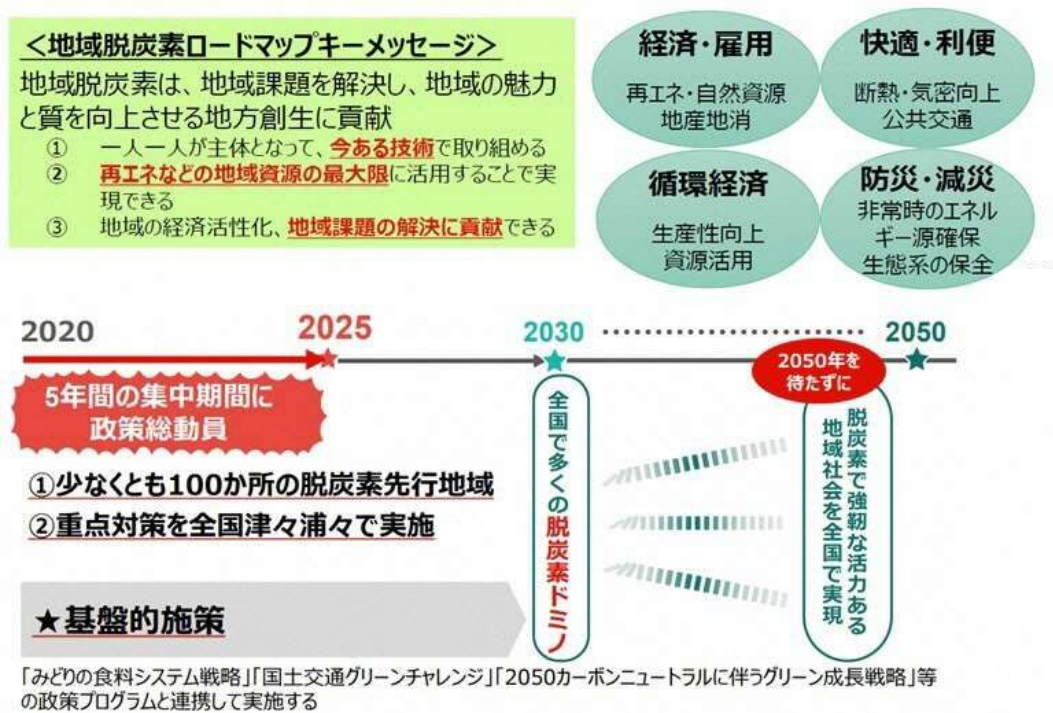 ＜地域脱炭素ロードマップキーメッセージ＞
地域脱炭素は、地域課題を解決し、地域の魅力
と質を向上させる地方創生に貢献
① 一人一人が主体となって、今ある技術で取り組める
② 再エネなどの地域資源の最大限に活用することで実
現できる
③ 地域の経済活性化、地域課題の解決に貢献できる
経済・雇用
再エネ・自然資源
地産地消
快適・利便
断熱・気密向上
公共交通
循環経済
生産性向上
資源活用
防災・減災
非常時のエネル
ギー源確保
生態系の保全
2020
2025
2030
2050
5年間の集中期間に
政策総動員
①少なくとも100か所の脱炭素先行地域
②重点対策を全国津々浦々で実施
★基盤的施策
全国で多くの脱炭素ドミノ
2050年を
待たずに
脱炭素で強靭な活力ある
地域社会を全国で実現
「みどりの食料システム戦略」「国土交通グリーンチャレンジ」「2050カーボンニュートラルに伴うグリーン成長戦略」等
の政策プログラムと連携して実施する